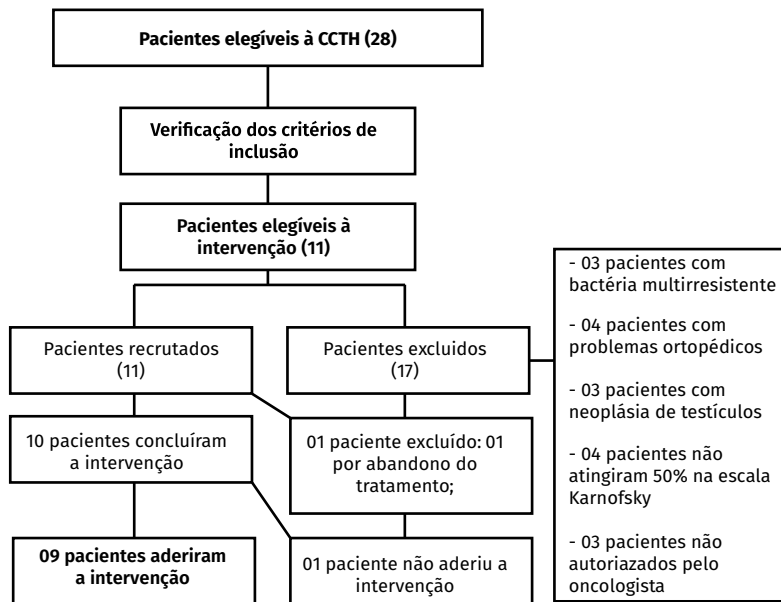 Pacientes elegíveis à CCTH (28)
Verificação dos critérios de
inclusão
Pacientes elegíveis à
intervenção (11)
Pacientes recrutados
(11)
Pacientes excluidos
(17)
- 03 pacientes com
bactéria multirresistente
- 04 pacientes com
problemas ortopédicos
- 03 pacientes com
neoplásia de testículos
- 04 pacientes não
atingiram 50% na escala
Karnofsky
- 03 pacientes não
autoriazados pelo
oncologista
10 pacientes concluíram
a intervenção
01 paciente excluído: 01
por abandono do
tratamento;
09 pacientes aderiram
a intervenção
01 paciente não aderiu a
intervenção